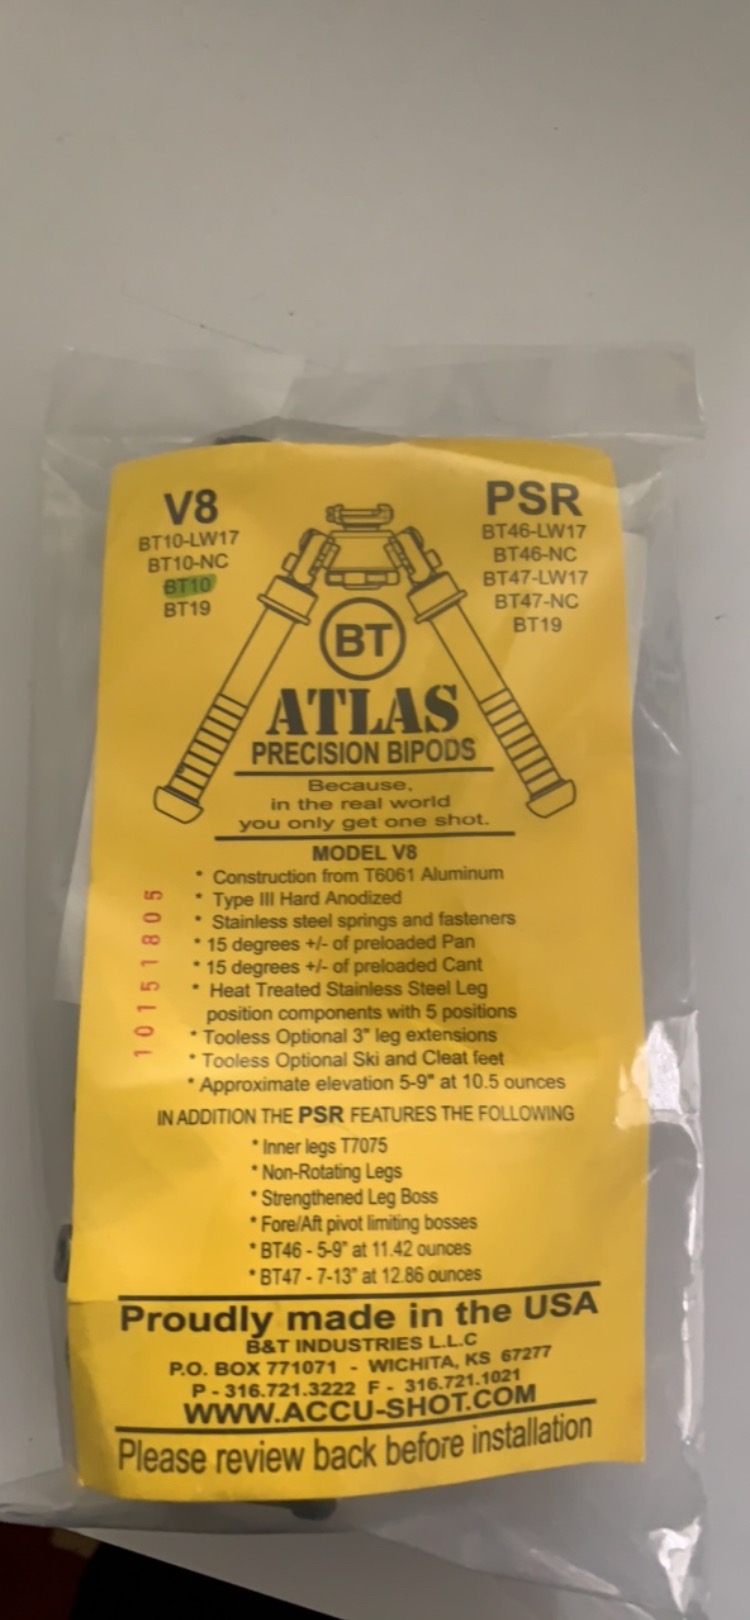 V8
BT10-LW17
BT10-NC
BT10
BT19
PSR
BT46-LW17
BT46-NC
BT47-LW17
BT47-NC
BT19
BT
ATLAS
PRECISION BIPODS
Because,
in the real world
you only get one shot.
MODEL V8
* Construction from T6061 Aluminum
* Type III Hard Anodized
* Stainless steel springs and fasteners
* 15 degrees +/- of preloaded Pan
* 15 degrees +/- of preloaded Cant
* Heat Treated Stainless Steel Leg
position components with 5 positions
* Tooless Optional 3" leg extensions
* Tooless Optional Ski and Cleat feet
* Approximate elevation 5-9" at 10.5 ounces
10151805
IN ADDITION THE PSR FEATURES THE FOLLOWING
* Inner legs T7075
* Non-Rotating Legs
* Strengthened Leg Boss
* Fore/Aft pivot limiting bosses
* BT46 - 5-9" at 11.42 ounces
* BT47 - 7-13" at 12.86 ounces
Proudly made in the USA
B&T INDUSTRIES L.L.C
P.O. BOX 771071 - WICHITA, KS 67277
P - 316.721.3222 F - 316.721.1021
WWW.ACCU-SHOT.COM
Please review back before installation